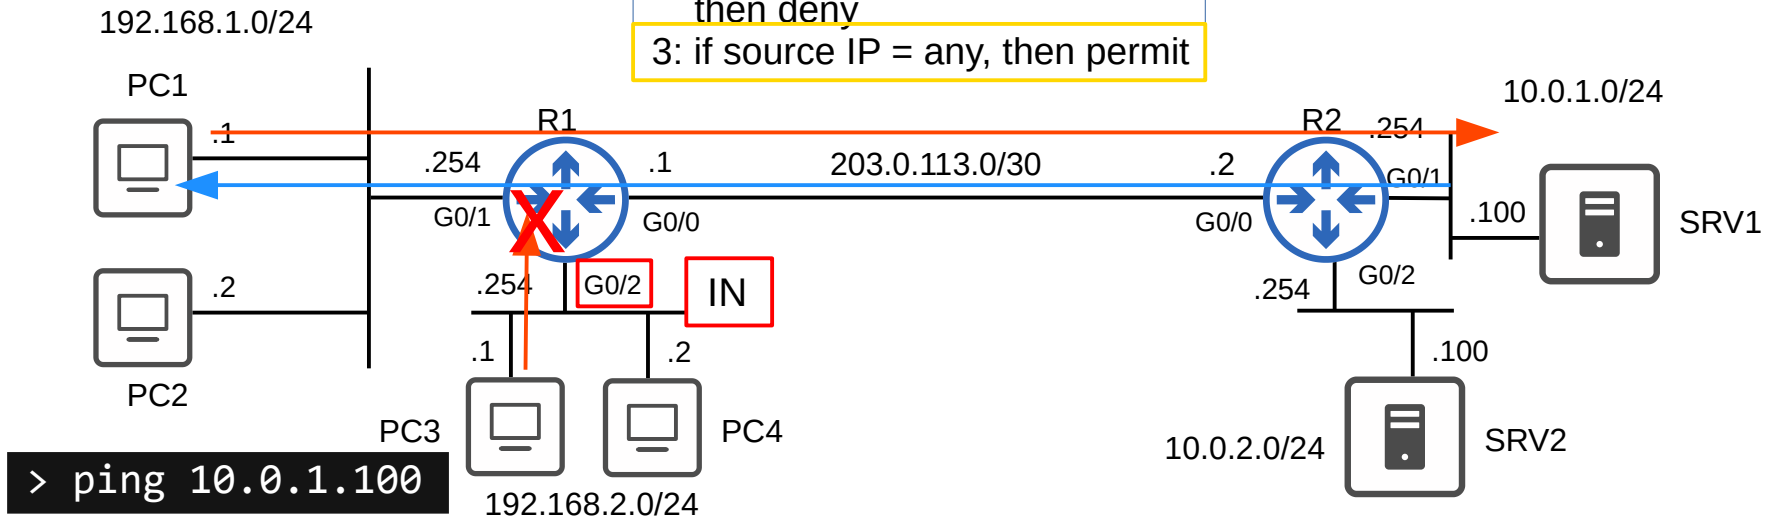 192.168.1.0/24
then deny
3: if source IP = any, then permit
PC1
10.0.1.0/24
R1
R2
.254
.1
.254
.1
203.0.113.0/30
.2
G0/1
G0/1
G0/0
G0/0
.100
SRV1
.2
.254
G0/2
IN
.254
G0/2
.1
.2
.100
PC2
PC3
PC4
10.0.2.0/24
SRV2
> ping 10.0.1.100
192.168.2.0/24
X